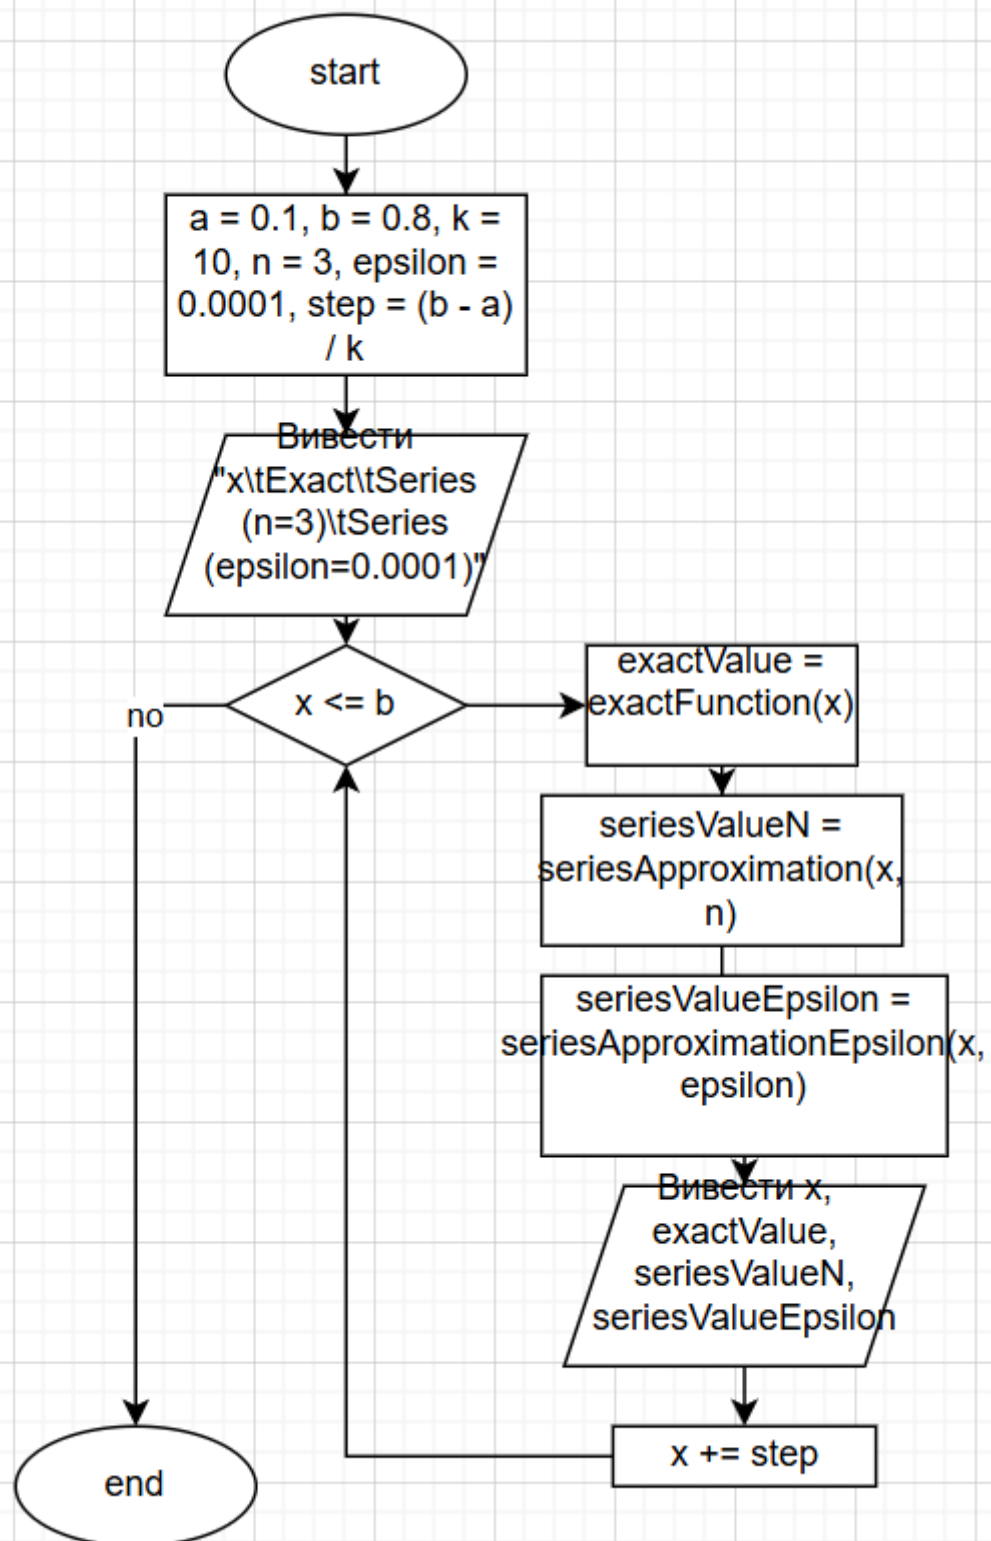 start
a = 0.1, b = 0.8, k =
10, n = 3, epsilon =
0.0001, step = (b - a)
/ k
Вивести
"x\tExact\tSeries
(n=3)\tSeries
(epsilon=0.0001)"
x <= b
no
exactValue =
exactFunction(x)
seriesValueN =
seriesApproximation(x,
n)
seriesValueEpsilon =
seriesApproximationEpsilon(x,
epsilon)
Вивести x,
exactValue,
seriesValueN,
seriesValueEpsilon
x += step
end